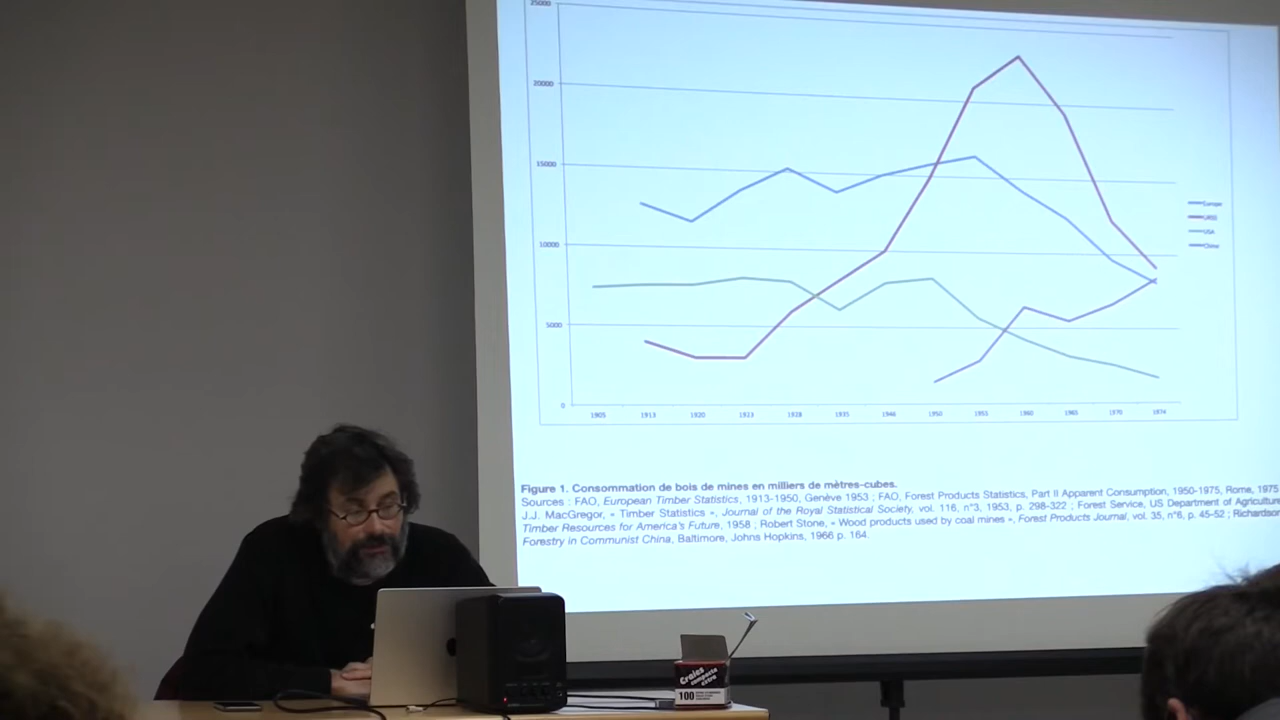 25000
20000
15000
10000
5000
0
1905 1913 1920 1923 1928 1935 1946 1950 1955 1960 1965 1970 1974
Europe
URSS
USA
Chine
Figure 1. Consommation de bois de mines en milliers de mètres-cubes.
Sources : FAO, European Timber Statistics, 1913-1950, Genève 1953 ; FAO, Forest Products Statistics, Part II Apparent Consumption, 1950-1975, Rome, 1975
J.J. MacGregor, « Timber Statistics », Journal of the Royal Statistical Society, vol. 116, n°3, 1953, p. 298-322 ; Forest Service, US Department of Agricultur
Timber Resources for America's Future, 1958 ; Robert Stone, « Wood products used by coal mines », Forest Products Journal, vol. 35, n°6, p. 45-52 ; Richardson
Forestry in Communist China, Baltimore, Johns Hopkins, 1966 p. 164.
Craies
compacte
extra
100